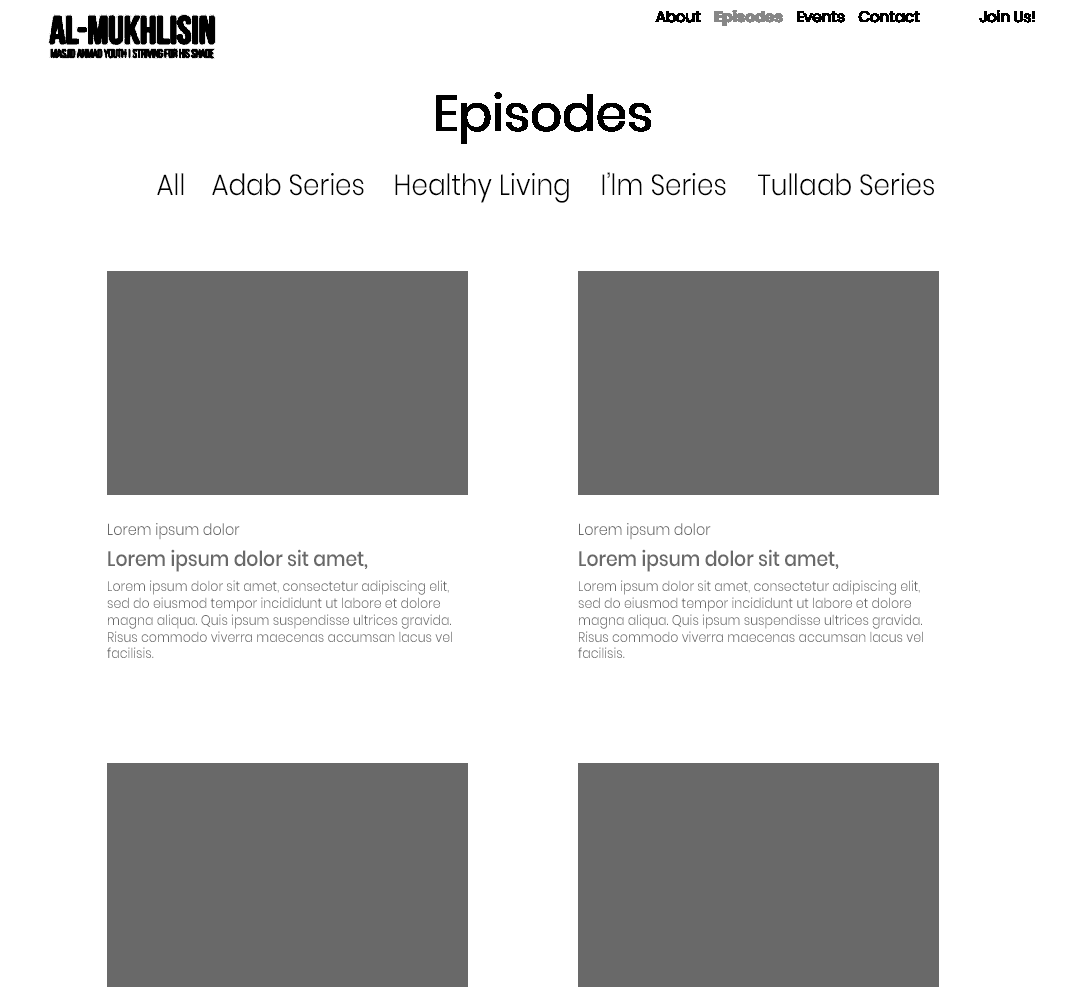 AL-MUKHLISIN
MASJID AHMAD YOUTH | STRIVING FOR HIS SHADE
About Episodes Events Contact Join Us!
Episodes
All Adab Series Healthy Living I'lm Series Tullaab Series
Lorem ipsum dolor
Lorem ipsum dolor sit amet,
Lorem ipsum dolor sit amet, consectetur adipiscing elit,
sed do eiusmod tempor incididunt ut labore et dolore
magna aliqua. Quis ipsum suspendisse ultrices gravida.
Risus commodo viverra maecenas accumsan lacus vel
facilisis.
Lorem ipsum dolor
Lorem ipsum dolor sit amet,
Lorem ipsum dolor sit amet, consectetur adipiscing elit,
sed do eiusmod tempor incididunt ut labore et dolore
magna aliqua. Quis ipsum suspendisse ultrices gravida.
Risus commodo viverra maecenas accumsan lacus vel
facilisis.